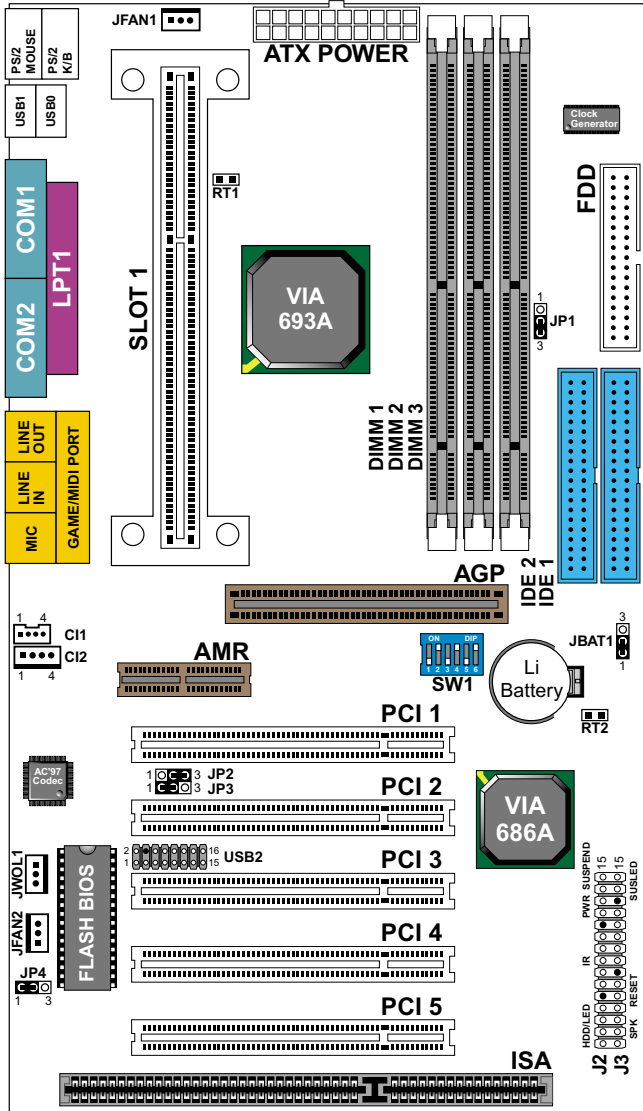 JFAN1
ATX POWER
PS/2
MOUSE
PS/2
K/B
USB1
USB0
Clock
Generator
FDD
RT1
COM1
LPT1
COM2
SLOT 1
VIA
693A
1
JP1
3
DIMM 1
DIMM 2
DIMM 3
LINE
OUT
LINE
IN
MIC
GAME/MIDI PORT
AGP
IDE 2
IDE 1
1 4
CI1
CI2
1 4
AMR
ON DIP
1 2 3 4 5 6
SW1
Li
Battery
3
JBAT1
1
RT2
PCI 1
AC'97
Codec
1 3 JP2
1 3 JP3
PCI 2
VIA
686A
2 16
1 15
USB2
PCI 3
JWOL1
FLASH BIOS
JFAN2
JP4
1 3
PCI 4
PCI 5
15 15
SUSPEND
SUSLED
PWR
IR
RESET
HDD/LED
SPK
J2
J3
ISA